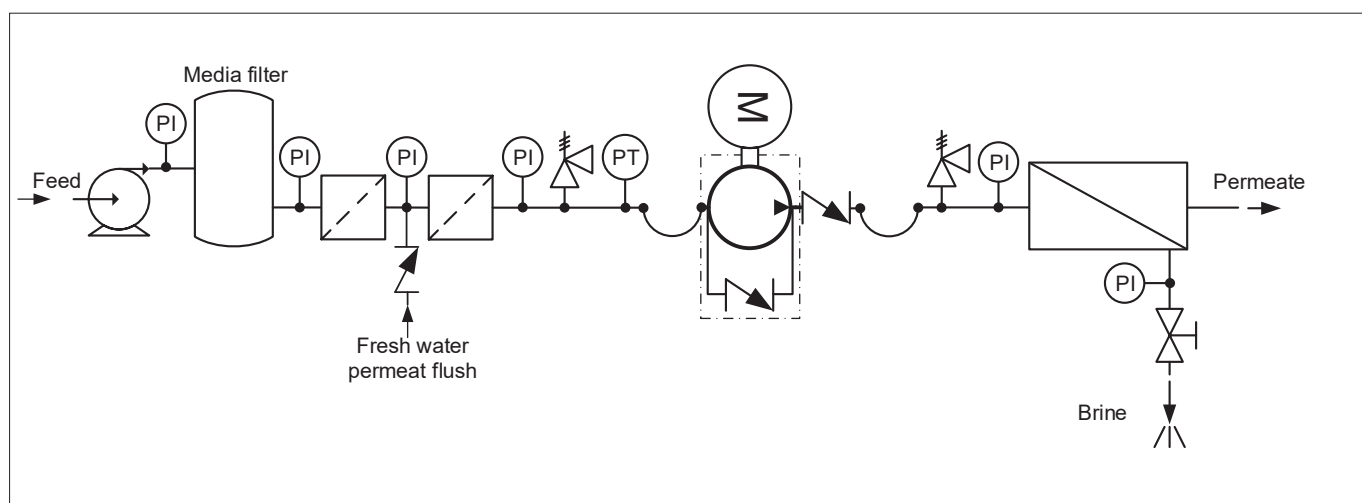 Media filter
PI
Feed
PI
PI
PI
PT
M
PI
Permeate
PI
Fresh water
permeat flush
Brine